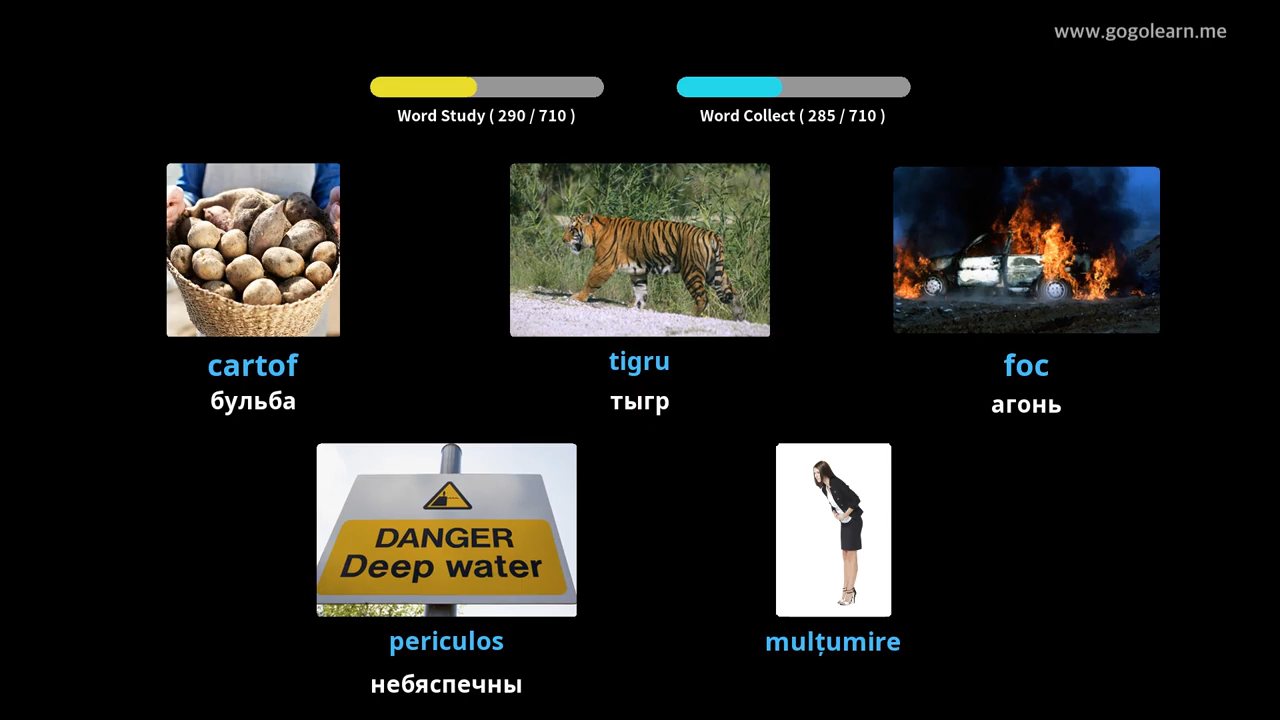 www.gogolearn.me
Word Study ( 290 / 710 )
Word Collect ( 285 / 710 )
cartof
бульба
tigru
тыгр
foc
агонь
DANGER
Deep water
periculos
небяспечны
mulțumire